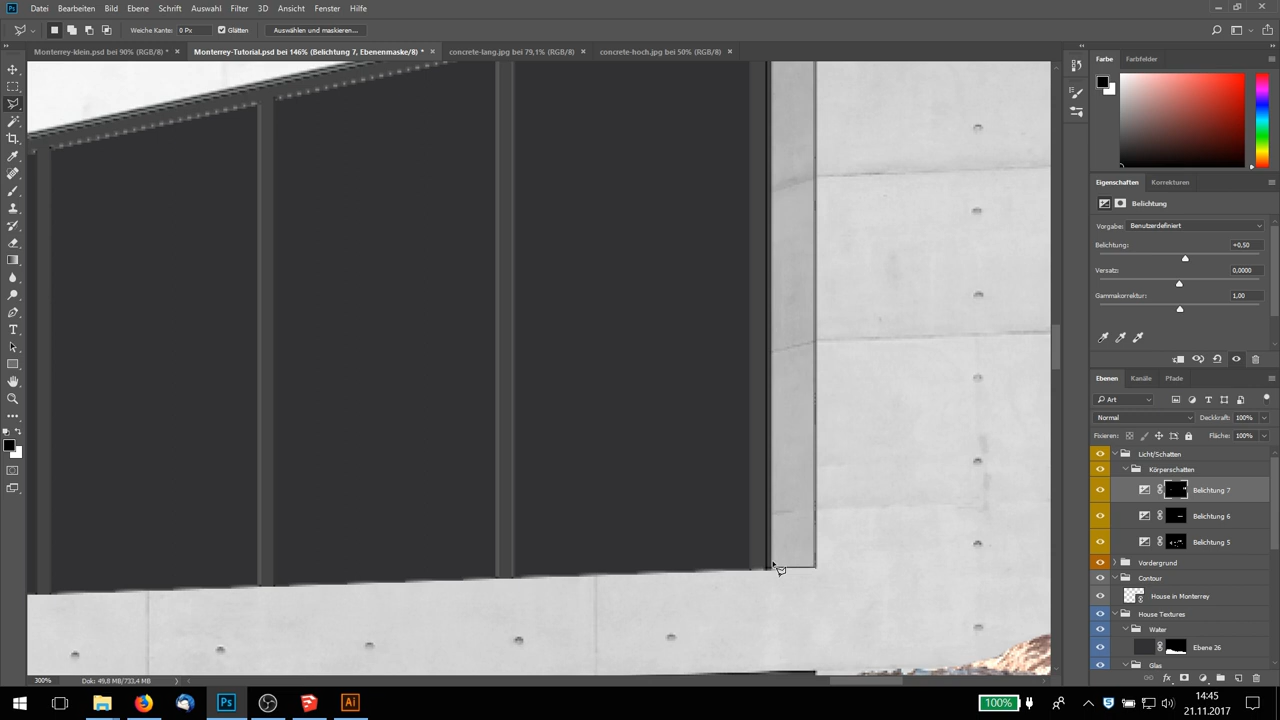 Datei Bearbeiten Bild Ebene Schrift Auswahl Filter 3D Ansicht Fenster Hilfe
Weiche Kante: 0 Px Glätten Auswählen und maskieren...
Monterrey-klein.psd bei 90% (RGB/8) * × Monterrey-Tutorial.psd bei 146% (Belichtung 7, Ebenenmaske/8) * × concrete-lang.jpg bei 79,1% (RGB/8) × concrete-hoch.jpg bei 50% (RGB/8) ×
Farbe Farbfelder
Eigenschaften Korrekturen
Belichtung
Vorgabe: Benutzerdefiniert
Belichtung: +0,50
Versatz: 0,0000
Gammakorrektur: 1,00
Ebenen Kanäle Pfade
Art
Normal Deckkraft: 100%
Fixieren: Fläche: 100%
Licht/Schatten
Körperschatten
Belichtung 7
Belichtung 6
Belichtung 5
Vordergrund
Contour
House in Monterrey
House Textures
Water
Ebene 26
Glas
300% Dok: 49,8 MB/733,4 MB
Ps Ai 100% 14:45
21.11.2017